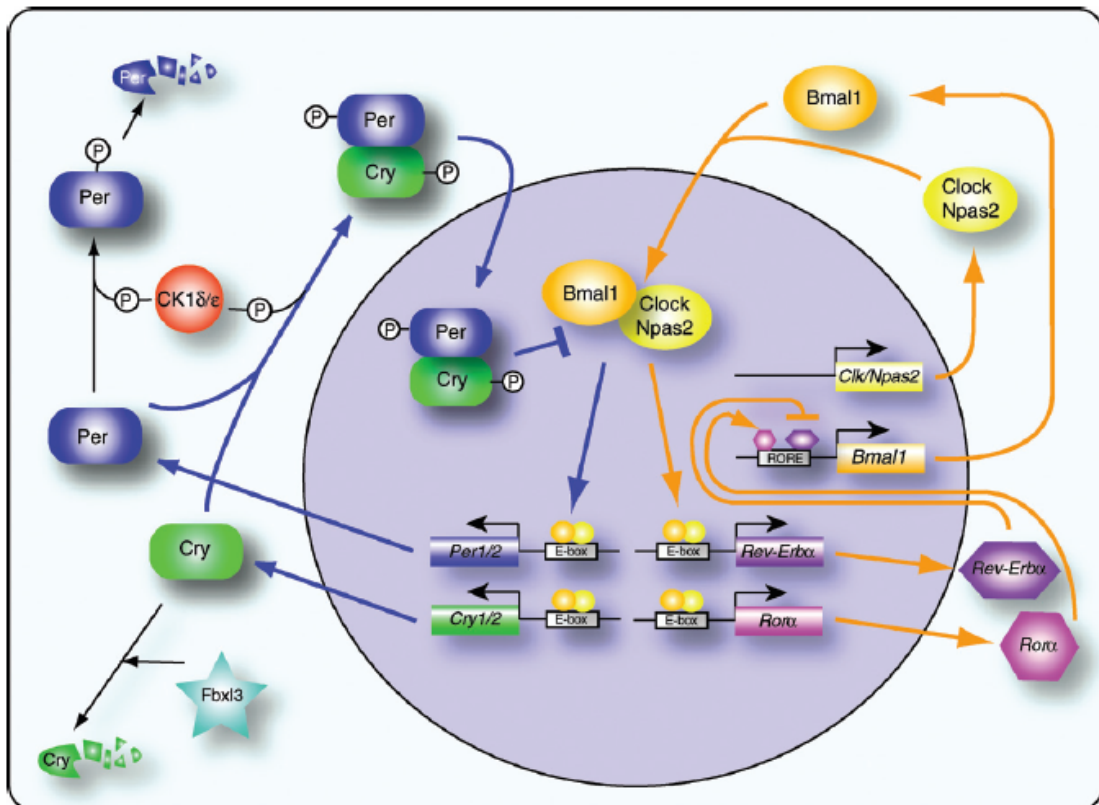 Per
P
Per
P
Per
Cry
P
Bmal1
Clock
Npas2
P
CK1δ/ε
P
Bmal1
Clock
Npas2
P
Per
Cry
P
Clk/Npas2
RORE
Bmal1
Per
Per1/2
E-box
E-box
Rev-Erbα
Rev-Erbα
Cry
Cry1/2
E-box
E-box
Rorα
Rorα
Fbxl3
Cry